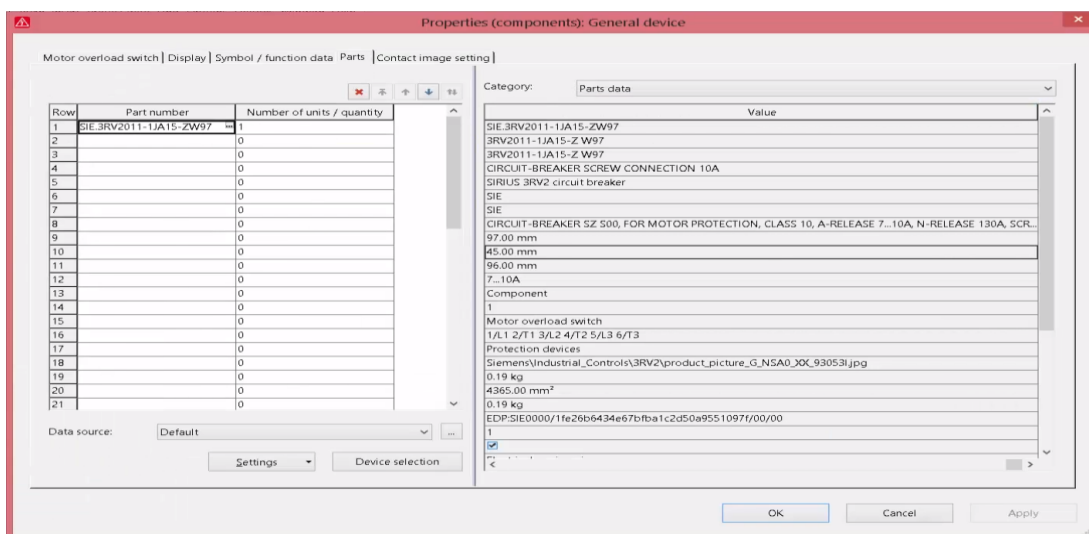 Properties (components): General device
Motor overload switch Display Symbol / function data Parts Contact image setting
Category: Parts data
Row Part number Number of units / quantity
1 SIE.3RV2011-1JA15-ZW97 ... 1
2 0
3 0
4 0
5 0
6 0
7 0
8 0
9 0
10 0
11 0
12 0
13 0
14 0
15 0
16 0
17 0
18 0
19 0
20 0
21 0
Data source: Default ...
Settings Device selection
Value
SIE.3RV2011-1JA15-ZW97
3RV2011-1JA15-Z W97
3RV2011-1JA15-Z W97
CIRCUIT-BREAKER SCREW CONNECTION 10A
SIRIUS 3RV2 circuit breaker
SIE
SIE
CIRCUIT-BREAKER SZ S00, FOR MOTOR PROTECTION, CLASS 10, A-RELEASE 7...10A, N-RELEASE 130A, SCR...
97.00 mm
45.00 mm
96.00 mm
7...10A
Component
1
Motor overload switch
1/L1 2/T1 3/L2 4/T2 5/L3 6/T3
Protection devices
Siemens\Industrial_Controls\3RV2\product_picture_G_NSA0_XX_93053I.jpg
0.19 kg
4365.00 mm²
0.19 kg
EDP:SIE0000/1fe26b6434e67bfba1c2d50a9551097f/00/00
1
OK Cancel Apply